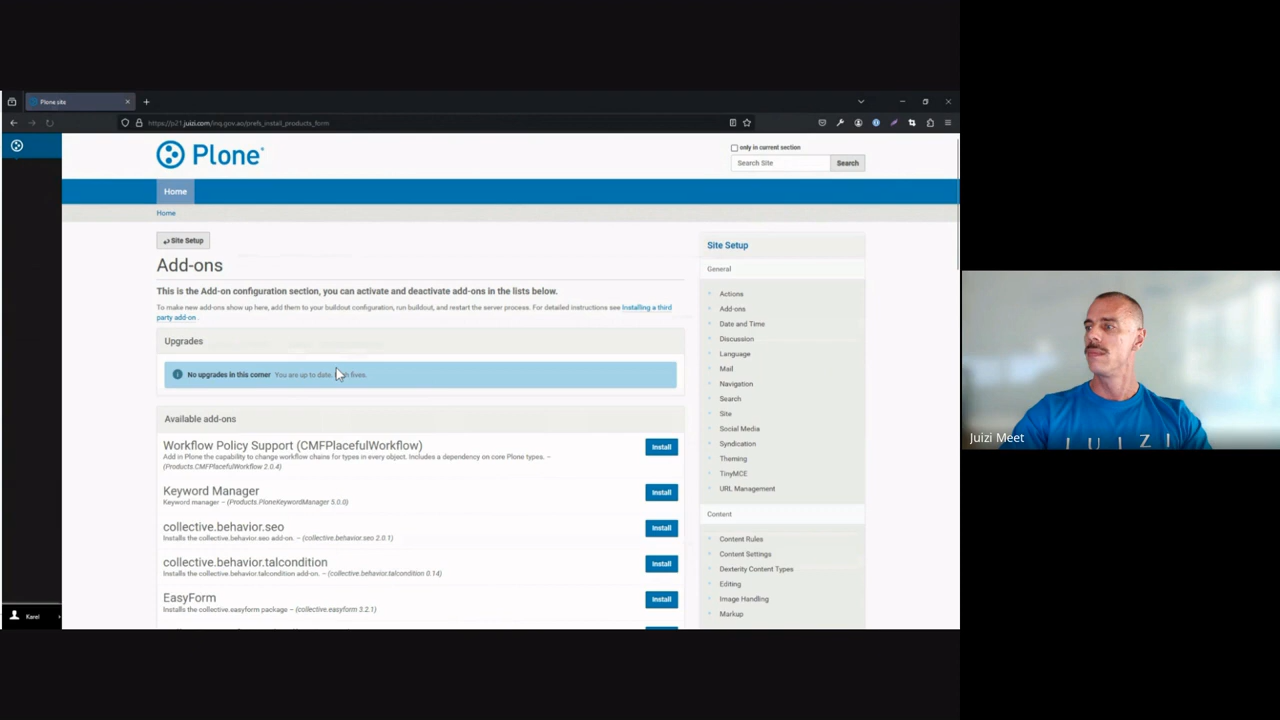 Plone site
https://p21.juizi.com/inq.gov.ao/prefs_install_products_form
Plone
only in current section
Search Site
Search
Home
Home
Site Setup
Add-ons
This is the Add-on configuration section, you can activate and deactivate add-ons in the lists below.
To make new add-ons show up here, add them to your buildout configuration, run buildout, and restart the server process. For detailed instructions see Installing a third
party add-on .
Upgrades
No upgrades in this corner You are up to date. fives.
Available add-ons
Workflow Policy Support (CMFPlacefulWorkflow)
Install
Add in Plone the capability to change workflow chains for types in every object. Includes a dependency on core Plone types. –
(Products.CMFPlacefulWorkflow 2.0.4)
Keyword Manager
Install
Keyword manager – (Products.PloneKeywordManager 5.0.0)
collective.behavior.seo
Install
Installs the collective.behavior.seo add-on. – (collective.behavior.seo 2.0.1)
collective.behavior.talcondition
Install
Installs the collective.behavior.talcondition add-on. – (collective.behavior.talcondition 0.14)
EasyForm
Install
Installs the collective.easyform package – (collective.easyform 3.2.1)
Site Setup
General
Actions
Add-ons
Date and Time
Discussion
Language
Mail
Navigation
Search
Site
Social Media
Syndication
Theming
TinyMCE
URL Management
Content
Content Rules
Content Settings
Dexterity Content Types
Editing
Image Handling
Markup
Karel
Juizi Meet
JUIZI